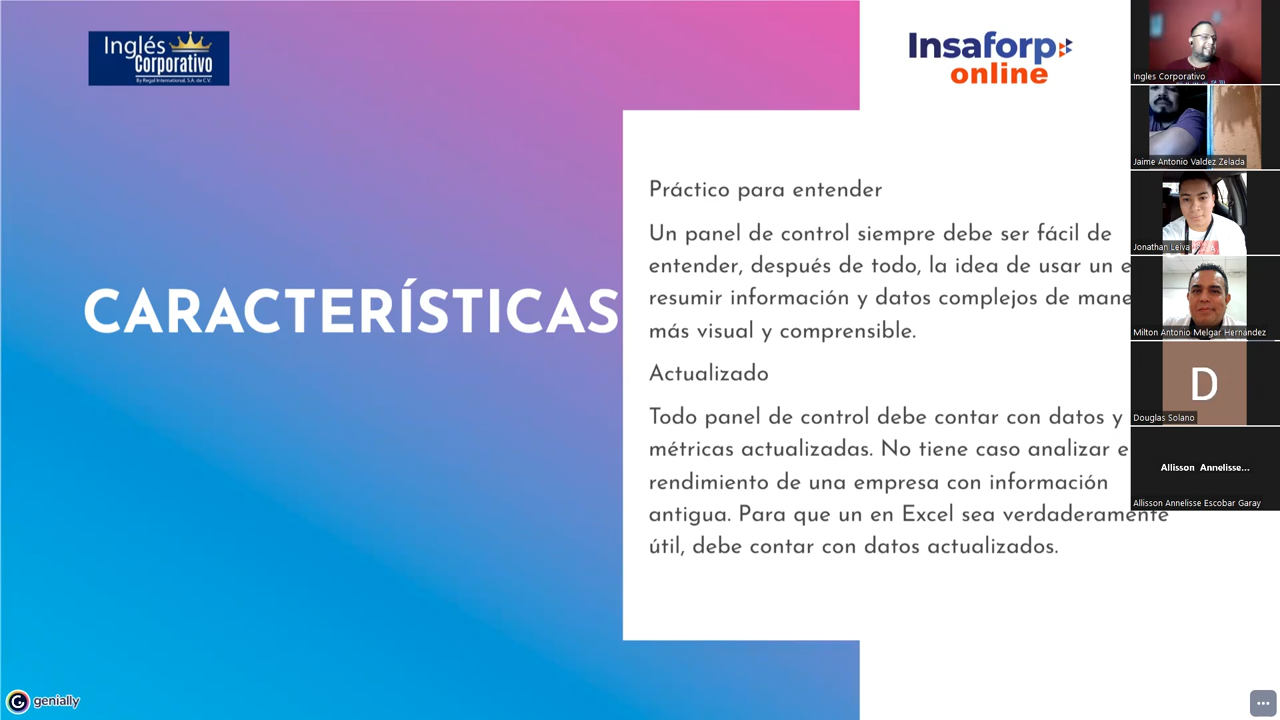 Inglés
Corporativo
By Regal International, S.A. de C.V.
Insaforp
online
CARACTERÍSTICAS
Práctico para entender
Un panel de control siempre debe ser fácil de
entender, después de todo, la idea de usar un e
resumir información y datos complejos de mane
más visual y comprensible.
Actualizado
Todo panel de control debe contar con datos y
métricas actualizadas. No tiene caso analizar e
rendimiento de una empresa con información
antigua. Para que un en Excel sea verdaderamente
útil, debe contar con datos actualizados.
Ingles Corporativo
Jaime Antonio Valdez Zelada
Jonathan Leiva
Milton Antonio Melgar Hernandez
D
Douglas Solano
Allisson Annelisse...
Allisson Annelisse Escobar Garay
genially